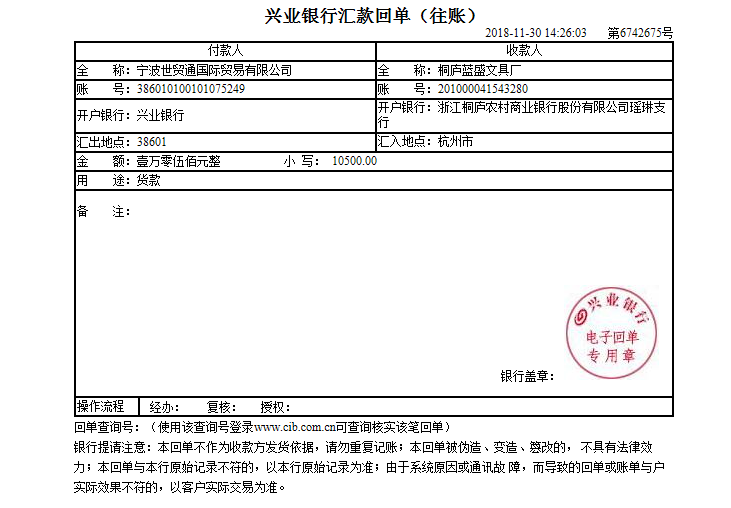 兴业银行汇款回单（往账）
2018-11-30 14:26:03 第6742675号
付款人 收款人
全 称：宁波世贸通国际贸易有限公司 全 称：桐庐蓝盛文具厂
账 号：386010100101075249 账 号：201000041543280
开户银行：兴业银行 开户银行：浙江桐庐农村商业银行股份有限公司瑶琳支
行
汇出地点：38601 汇入地点：杭州市
金 额：壹万零伍佰元整 小 写： 10500.00
用 途：货款
备 注：
兴业银行
电子回单
专用章
银行盖章：
操作流程 经办： 复核： 授权：
回单查询号：（使用该查询号登录www.cib.com.cn可查询核实该笔回单）
银行提请注意：本回单不作为收款方发货依据，请勿重复记账；本回单被伪造、变造、篡改的， 不具有法律效
力；本回单与本行原始记录不符的，以本行原始记录为准；由于系统原因或通讯故 障，而导致的回单或账单与户
实际效果不符的，以客户实际交易为准。